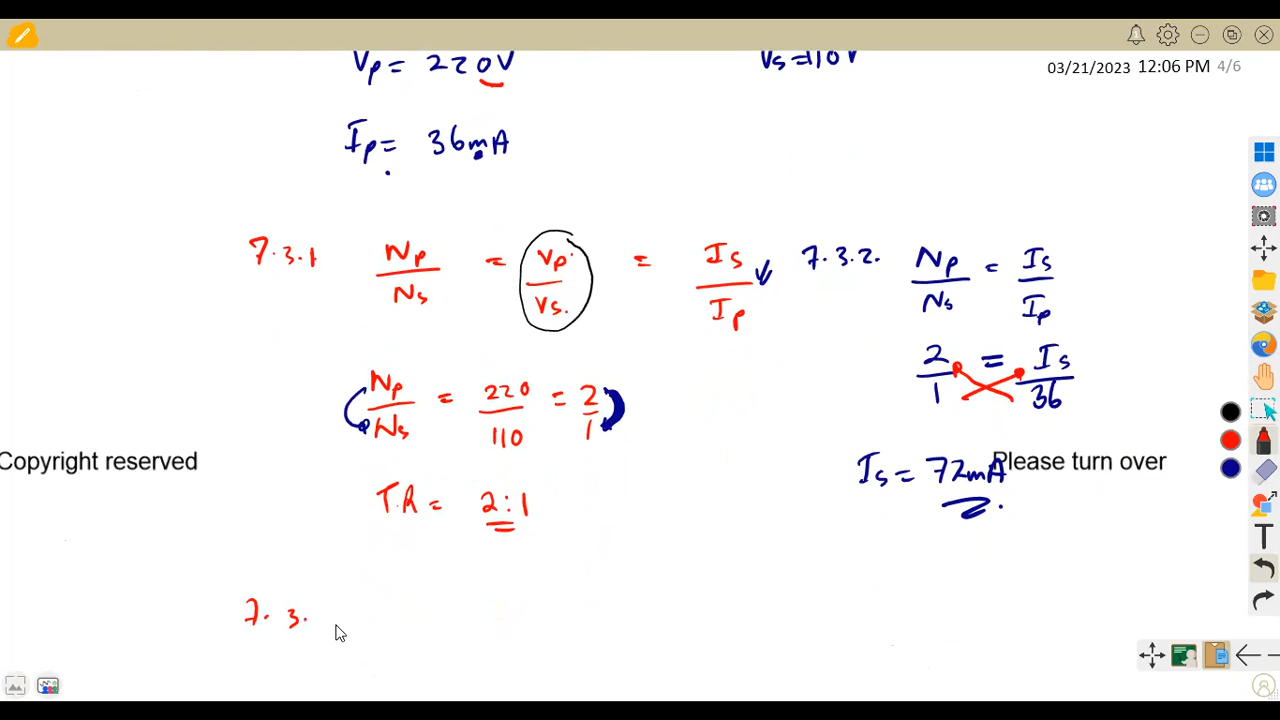 03/21/2023 12:06 PM 4/6
Vp = 220V
Vs = 110V
Ip = 36mA
7.3.1 Np/Ns = Vp/Vs = Is/Ip
Np/Ns = 220/110 = 2/1
T.R = 2:1
7.3.2. Np/Ns = Is/Ip
2/1 = Is/36
Is = 72mA
Copyright reserved
Please turn over
7.3.
T